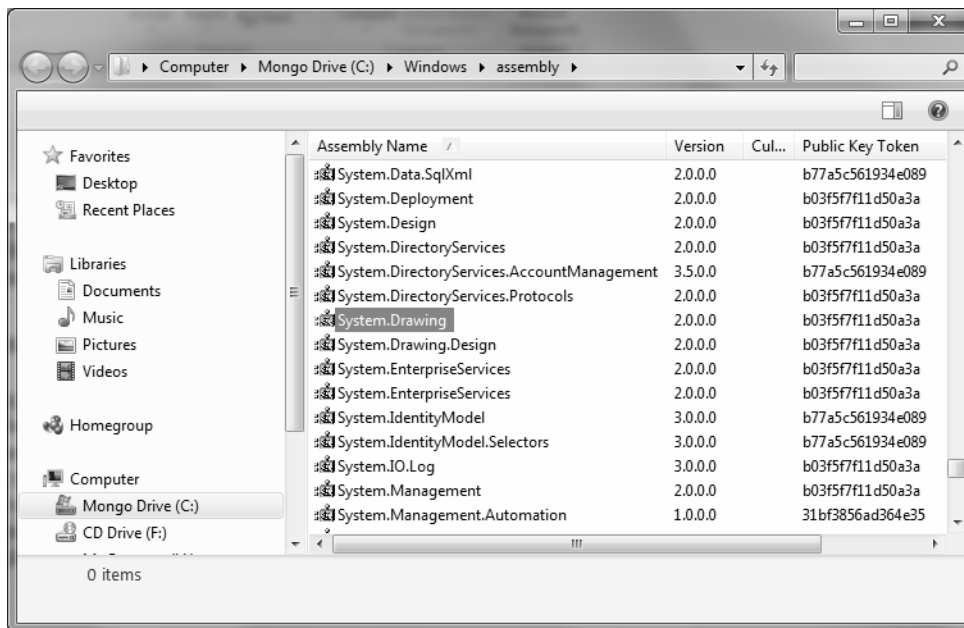 Computer Mongo Drive (C:) Windows assembly
Favorites
Desktop
Recent Places
Libraries
Documents
Music
Pictures
Videos
Homegroup
Computer
Mongo Drive (C:)
CD Drive (F:)
Assembly Name Version Cul... Public Key Token
System.Data.SqlXml 2.0.0.0 b77a5c561934e089
System.Deployment 2.0.0.0 b03f5f7f11d50a3a
System.Design 2.0.0.0 b03f5f7f11d50a3a
System.DirectoryServices 2.0.0.0 b03f5f7f11d50a3a
System.DirectoryServices.AccountManagement 3.5.0.0 b77a5c561934e089
System.DirectoryServices.Protocols 2.0.0.0 b03f5f7f11d50a3a
System.Drawing 2.0.0.0 b03f5f7f11d50a3a
System.Drawing.Design 2.0.0.0 b03f5f7f11d50a3a
System.EnterpriseServices 2.0.0.0 b03f5f7f11d50a3a
System.EnterpriseServices 2.0.0.0 b03f5f7f11d50a3a
System.IdentityModel 3.0.0.0 b77a5c561934e089
System.IdentityModel.Selectors 3.0.0.0 b77a5c561934e089
System.IO.Log 3.0.0.0 b03f5f7f11d50a3a
System.Management 2.0.0.0 b03f5f7f11d50a3a
System.Management.Automation 1.0.0.0 31bf3856ad364e35
0 items